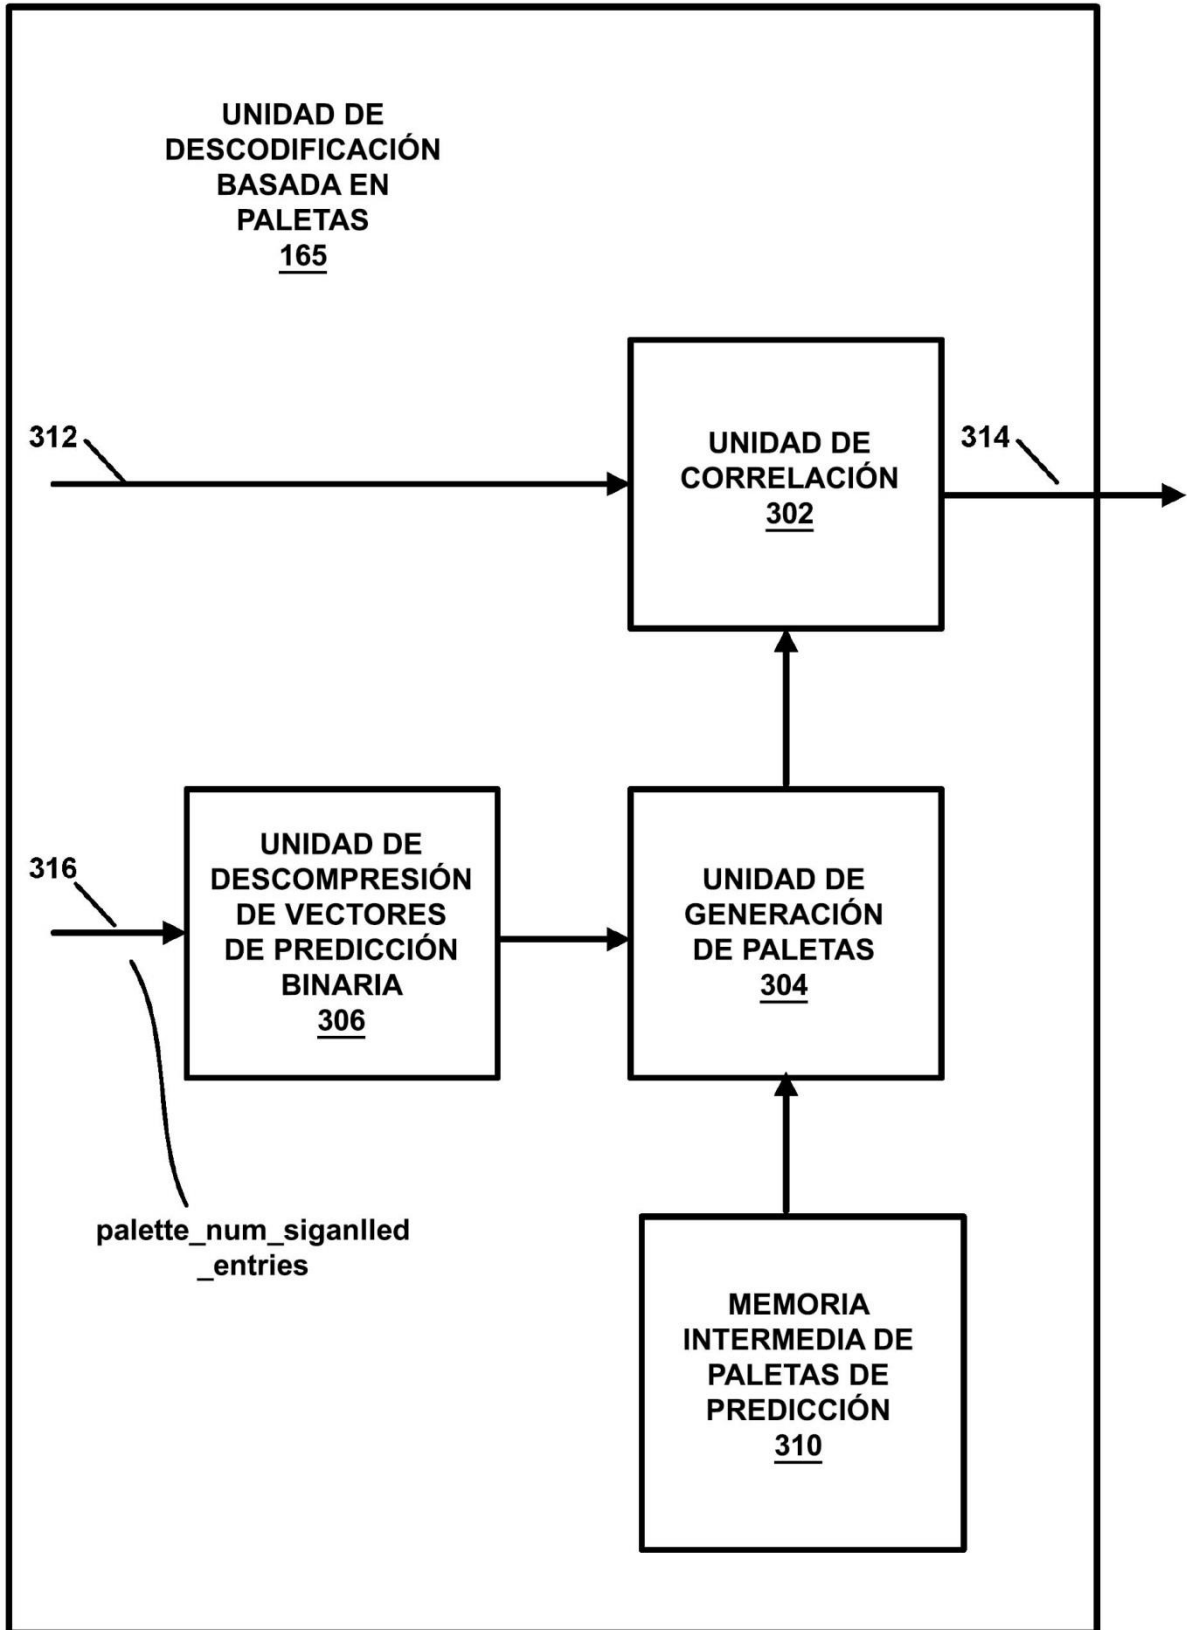 UNIDAD DE
DESCODIFICACIÓN
BASADA EN
PALETAS
165
312
UNIDAD DE
CORRELACIÓN
302
314
316
UNIDAD DE
DESCOMPRESIÓN
DE VECTORES
DE PREDICCIÓN
BINARIA
306
UNIDAD DE
GENERACIÓN
DE PALETAS
304
palette_num_siganlled
_entries
MEMORIA
INTERMEDIA DE
PALETAS DE
PREDICCIÓN
310